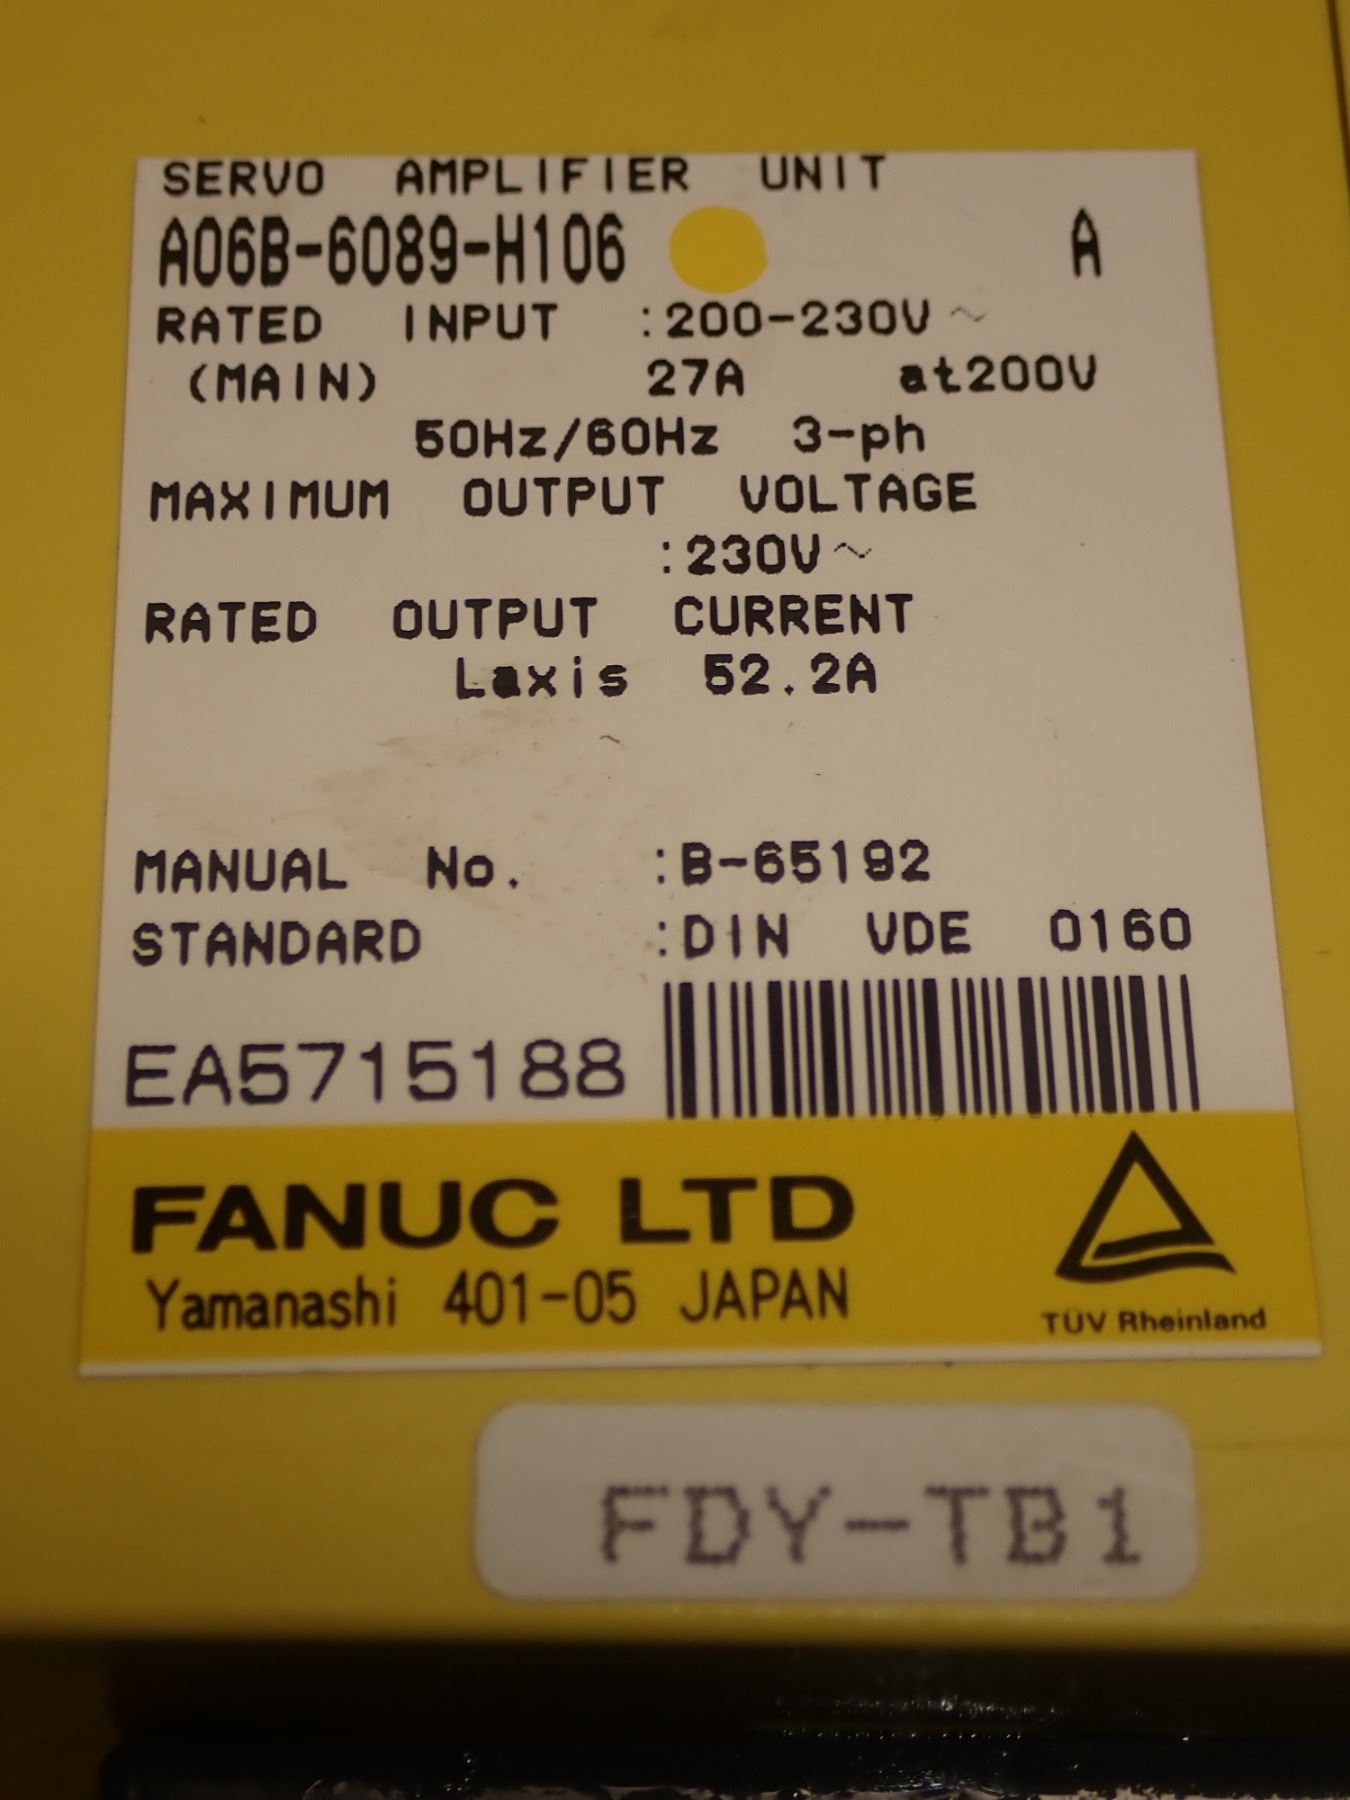 SERVO AMPLIFIER UNIT
A06B-6089-H106 A
RATED INPUT :200-230V~
(MAIN) 27A at200V
50Hz/60Hz 3-ph
MAXIMUM OUTPUT VOLTAGE
:230V~
RATED OUTPUT CURRENT
Laxis 52.2A
MANUAL No. :B-65192
STANDARD :DIN VDE 0160
EA5715188
FANUC LTD
Yamanashi 401-05 JAPAN
TÜV Rheinland
FDY-TB1